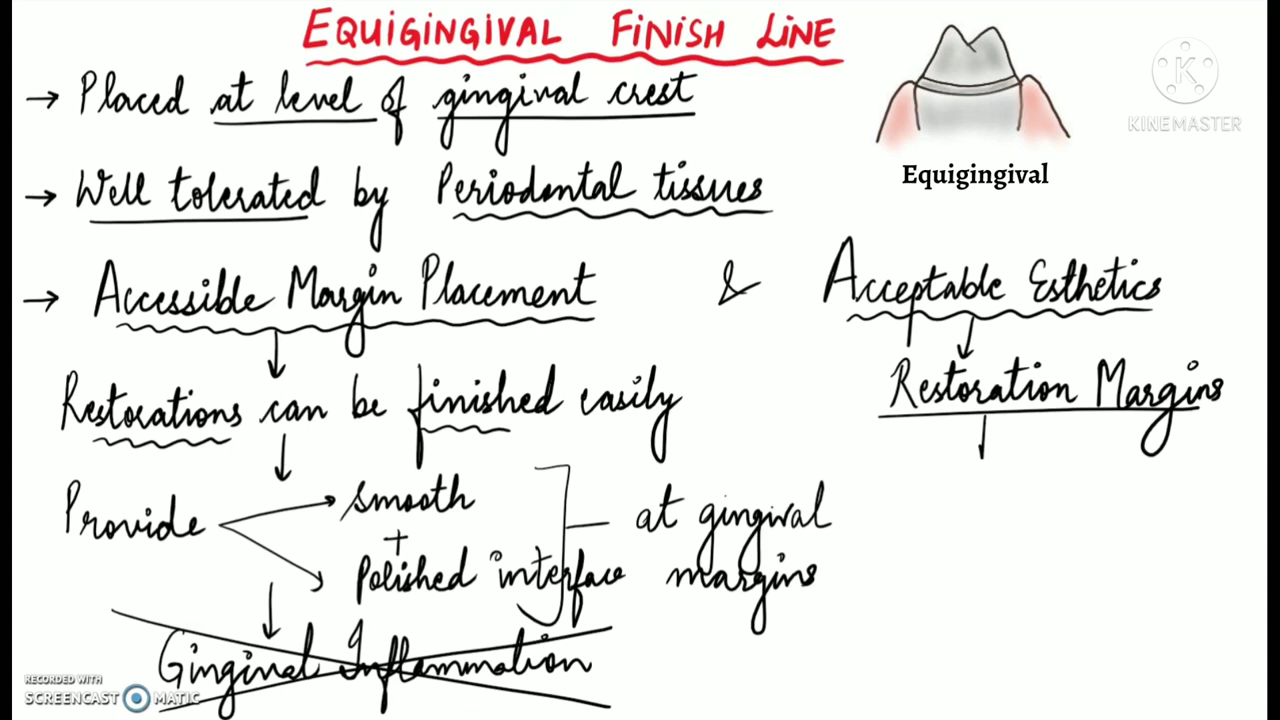 EQUIGINGIVAL FINISH LINE
→ Placed at level of gingival crest
K
KINEMASTER
Equigingival
→ Well tolerated by Periodontal tissues
→ Accessible Margin Placement & Acceptable Esthetics
Restorations can be finished easily
Restoration Margins
Provide
smooth
+
Polished interface
at gingival
margins
Gingival Inflammation
RECORDED WITH
SCREENCAST MATIC